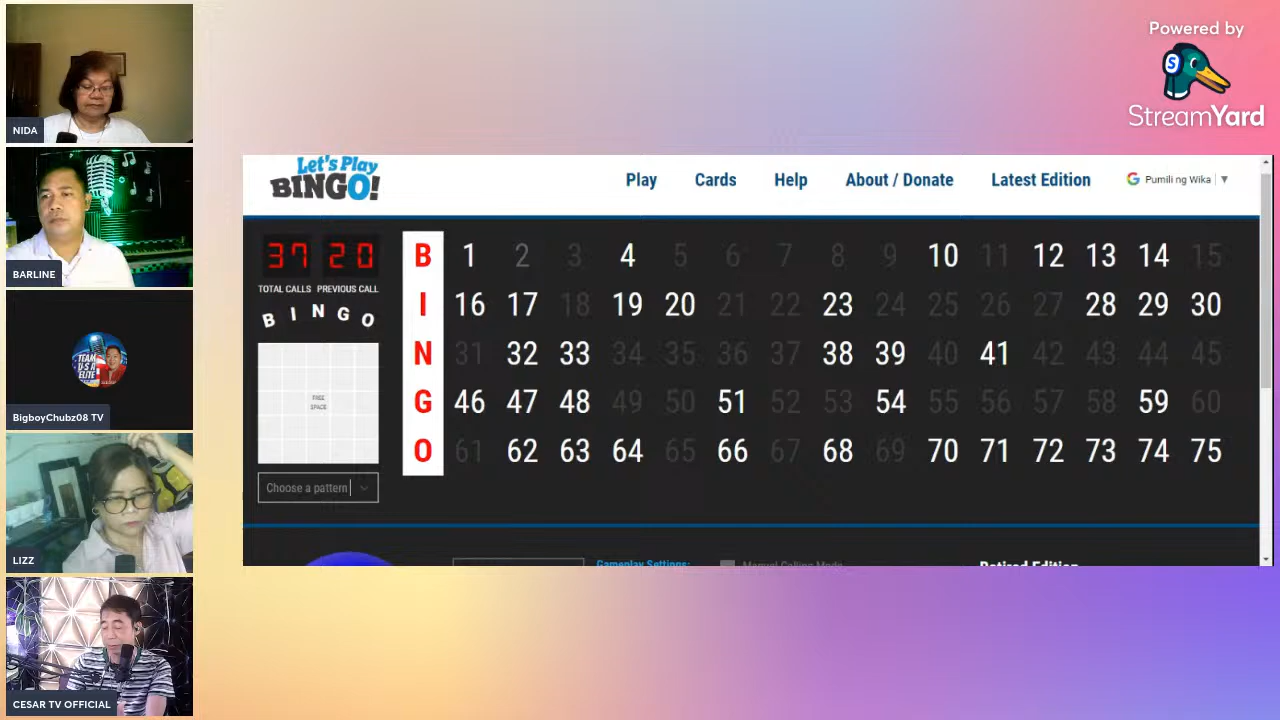 NIDA
BARLINE
TEAM
U-S A
ELITE
BigboyChubz08 TV
LIZZ
CESAR TV OFFICIAL
Powered by
StreamYard
Let's Play
BINGO!
Play Cards Help About / Donate Latest Edition Pumili ng Wika
37 20
TOTAL CALLS PREVIOUS CALL
B I N G O
FREE
SPACE
Choose a pattern
B 1 2 3 4 5 6 7 8 9 10 11 12 13 14 15
I 16 17 18 19 20 21 22 23 24 25 26 27 28 29 30
N 31 32 33 34 35 36 37 38 39 40 41 42 43 44 45
G 46 47 48 49 50 51 52 53 54 55 56 57 58 59 60
O 61 62 63 64 65 66 67 68 69 70 71 72 73 74 75
Gameplay Settings: Manual Calling Mode Retired Edition